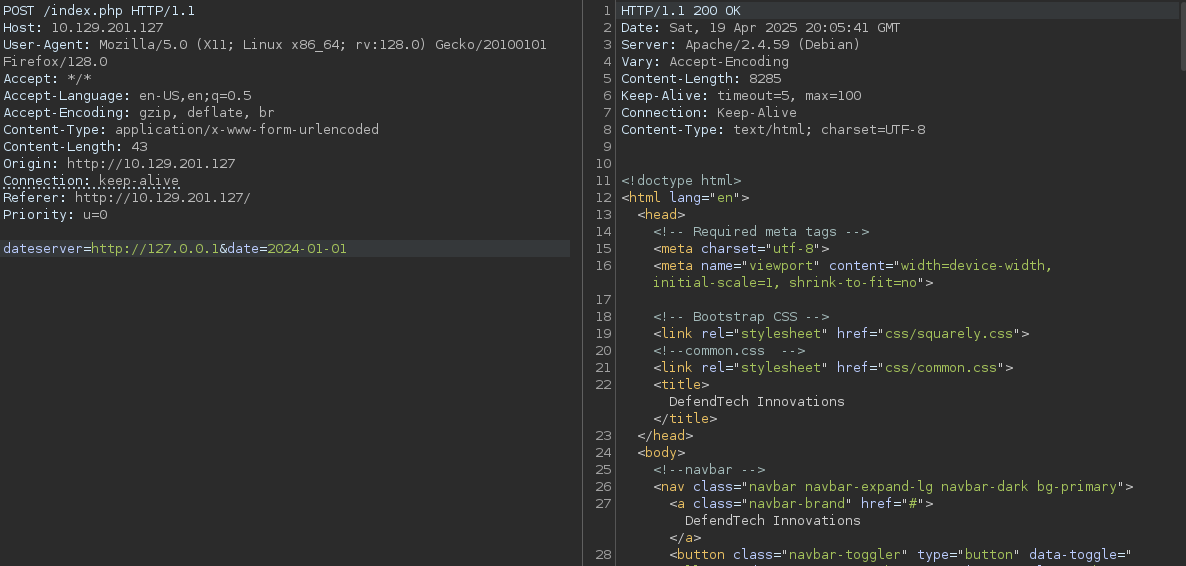 POST /index.php HTTP/1.1
Host: 10.129.201.127
User-Agent: Mozilla/5.0 (X11; Linux x86_64; rv:128.0) Gecko/20100101
Firefox/128.0
Accept: */*
Accept-Language: en-US,en;q=0.5
Accept-Encoding: gzip, deflate, br
Content-Type: application/x-www-form-urlencoded
Content-Length: 43
Origin: http://10.129.201.127
Connection: keep-alive
Referer: http://10.129.201.127/
Priority: u=0
dateserver=http://127.0.0.1&date=2024-01-01
1 HTTP/1.1 200 OK
2 Date: Sat, 19 Apr 2025 20:05:41 GMT
3 Server: Apache/2.4.59 (Debian)
4 Vary: Accept-Encoding
5 Content-Length: 8285
6 Keep-Alive: timeout=5, max=100
7 Connection: Keep-Alive
8 Content-Type: text/html; charset=UTF-8
9
10
11 <!doctype html>
12 <html lang="en">
13 <head>
14 <!-- Required meta tags -->
15 <meta charset="utf-8">
16 <meta name="viewport" content="width=device-width,
initial-scale=1, shrink-to-fit=no">
17
18 <!-- Bootstrap CSS -->
19 <link rel="stylesheet" href="css/squarely.css">
20 <!--common.css  -->
21 <link rel="stylesheet" href="css/common.css">
22 <title>
DefendTech Innovations
</title>
23 </head>
24 <body>
25 <!--navbar -->
26 <nav class="navbar navbar-expand-lg navbar-dark bg-primary">
27 <a class="navbar-brand" href="#">
DefendTech Innovations
</a>
28 <button class="navbar-toggler" type="button" data-toggle="